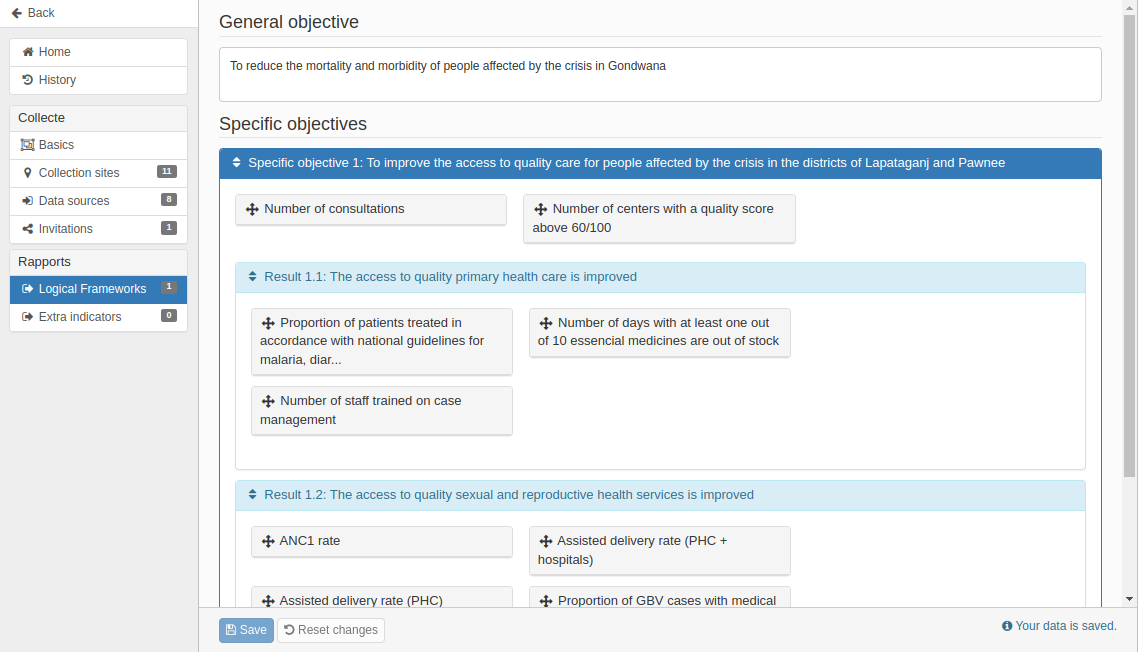 Back
Home
History
Collecte
Basics
Collection sites 11
Data sources 8
Invitations 1
Rapports
Logical Frameworks 1
Extra indicators 0
General objective
To reduce the mortality and morbidity of people affected by the crisis in Gondwana
Specific objectives
Specific objective 1: To improve the access to quality care for people affected by the crisis in the districts of Lapataganj and Pawnee
Number of consultations
Number of centers with a quality score
above 60/100
Result 1.1: The access to quality primary health care is improved
Proportion of patients treated in
accordance with national guidelines for
malaria, diar...
Number of days with at least one out
of 10 essencial medicines are out of stock
Number of staff trained on case
management
Result 1.2: The access to quality sexual and reproductive health services is improved
ANC1 rate
Assisted delivery rate (PHC +
hospitals)
Assisted delivery rate (PHC)
Proportion of GBV cases with medical
Save
Reset changes
Your data is saved.